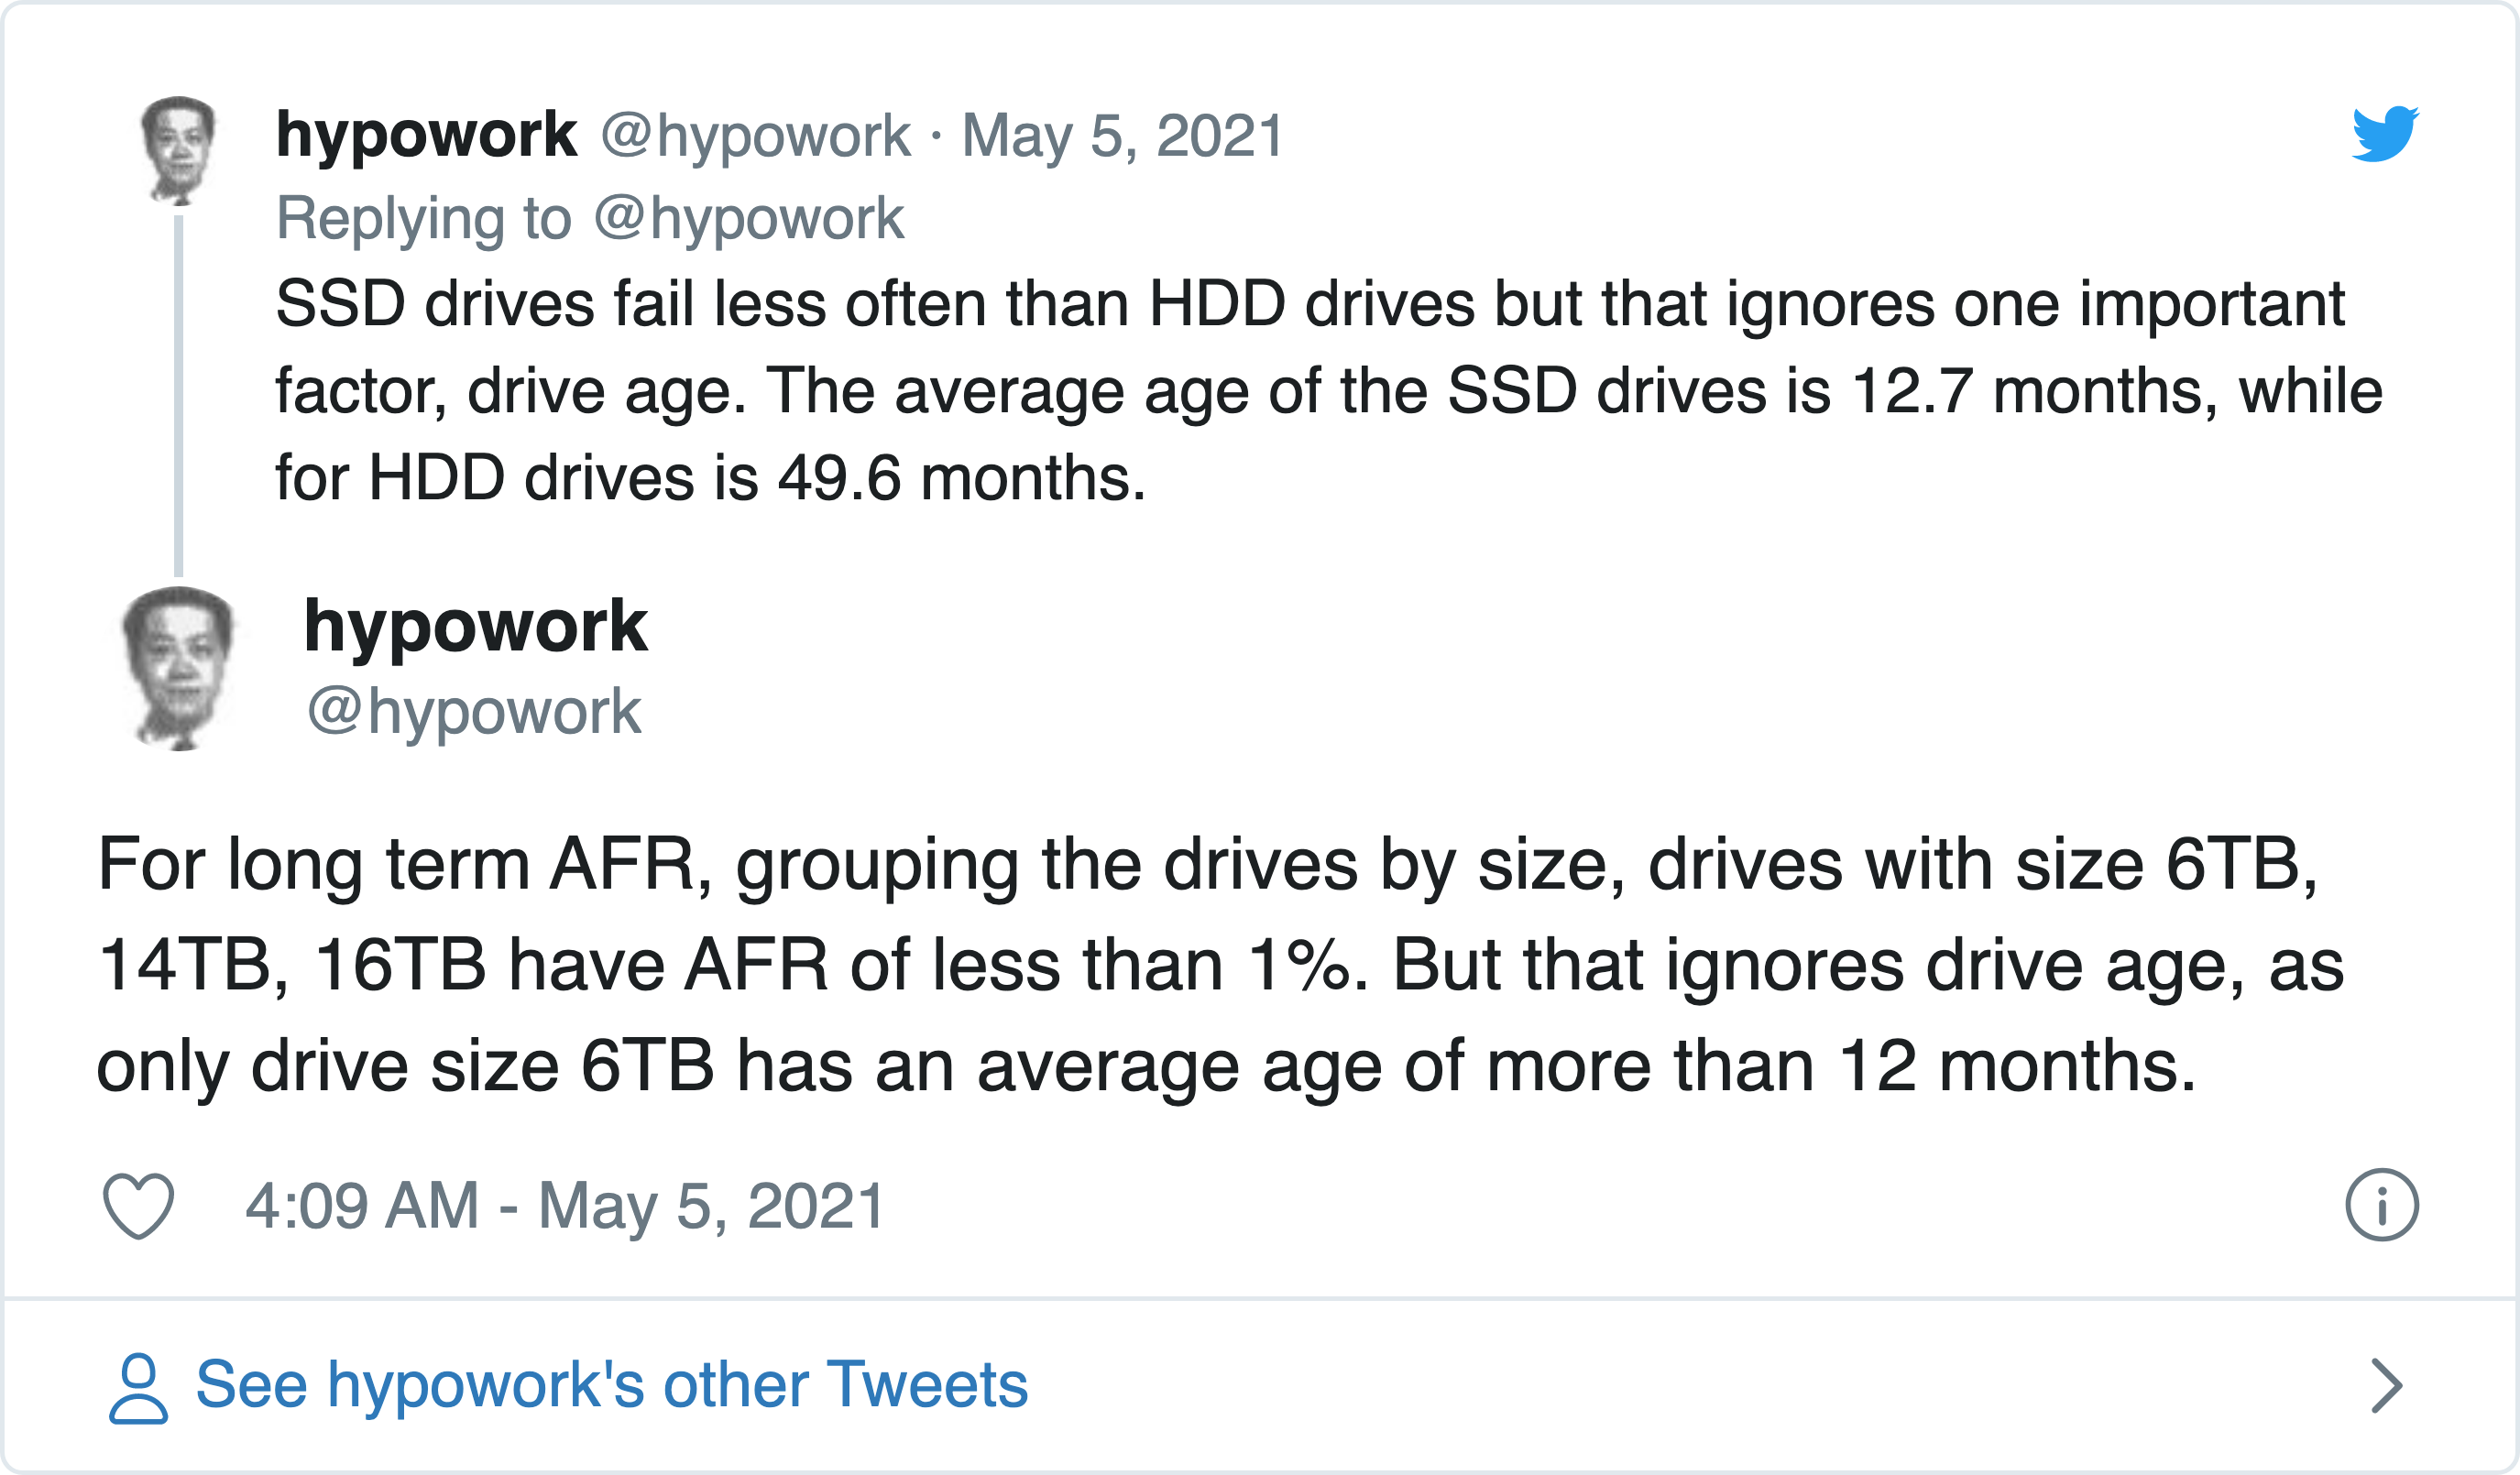 hypowork @hypowork · May 5, 2021
Replying to @hypowork
SSD drives fail less often than HDD drives but that ignores one important
factor, drive age. The average age of the SSD drives is 12.7 months, while
for HDD drives is 49.6 months.
hypowork
@hypowork
For long term AFR, grouping the drives by size, drives with size 6TB,
14TB, 16TB have AFR of less than 1%. But that ignores drive age, as
only drive size 6TB has an average age of more than 12 months.
4:09 AM - May 5, 2021
See hypowork's other Tweets